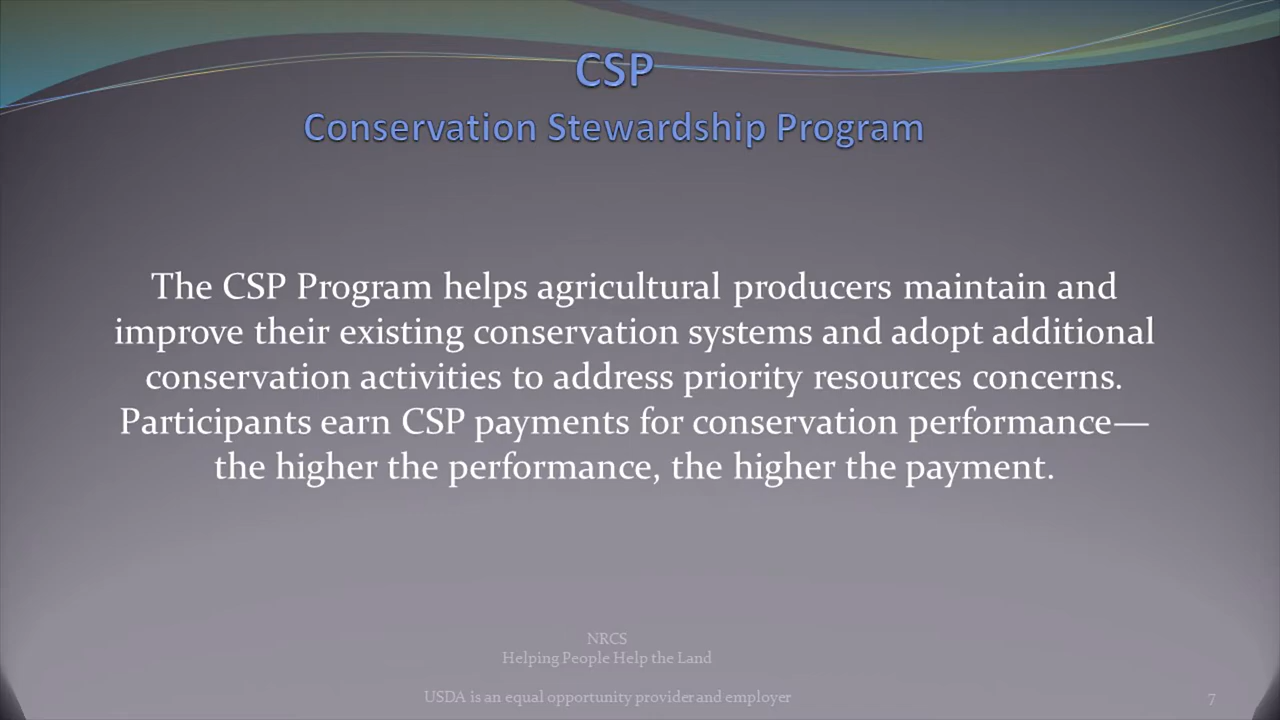 CSP
Conservation Stewardship Program
The CSP Program helps agricultural producers maintain and
improve their existing conservation systems and adopt additional
conservation activities to address priority resources concerns.
Participants earn CSP payments for conservation performance—
the higher the performance, the higher the payment.
NRCS
Helping People Help the Land
USDA is an equal opportunity provider and employer
7